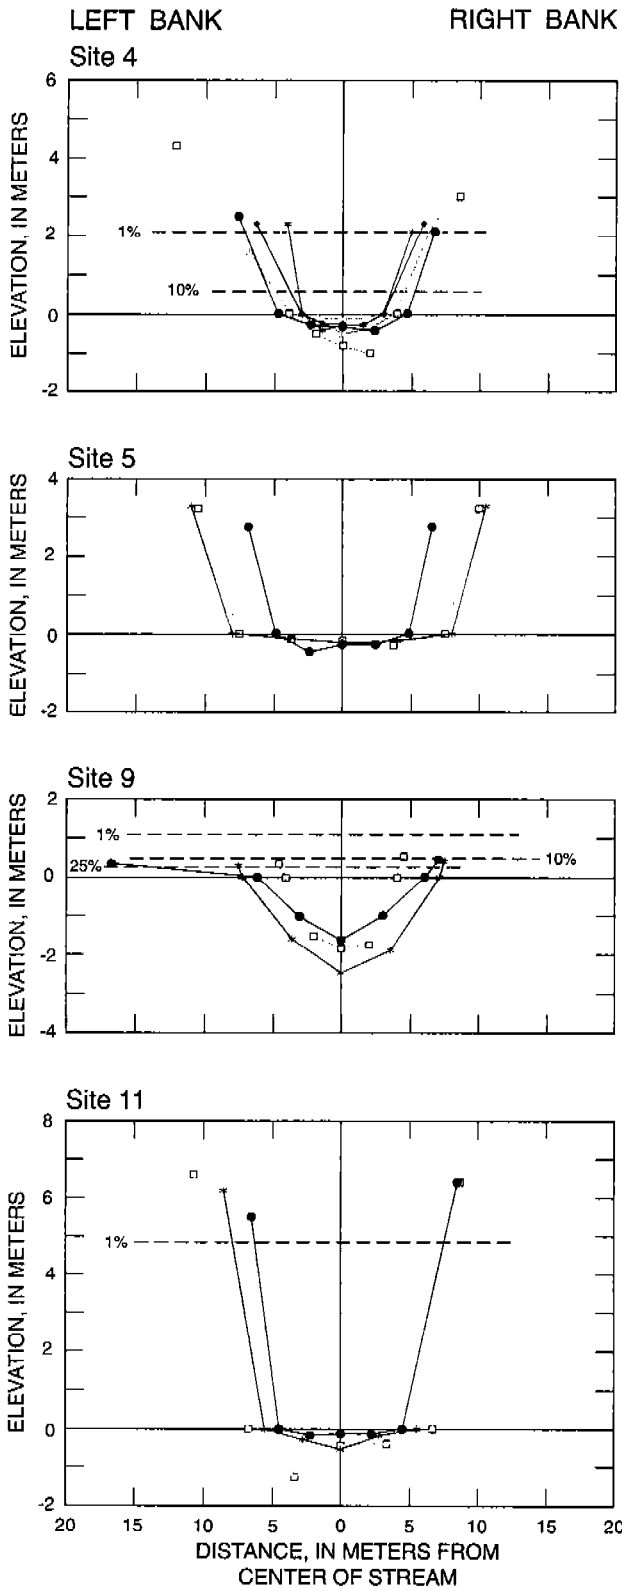 LEFT BANK RIGHT BANK
Site 4
6
4
2
0
-2
ELEVATION, IN METERS
1%
10%
Site 5
4
2
0
-2
ELEVATION, IN METERS
Site 9
2
0
-2
-4
ELEVATION, IN METERS
1%
10%
25%
Site 11
8
6
4
2
0
-2
ELEVATION, IN METERS
1%
20 15 10 5 0 5 10 15 20
DISTANCE, IN METERS FROM
CENTER OF STREAM